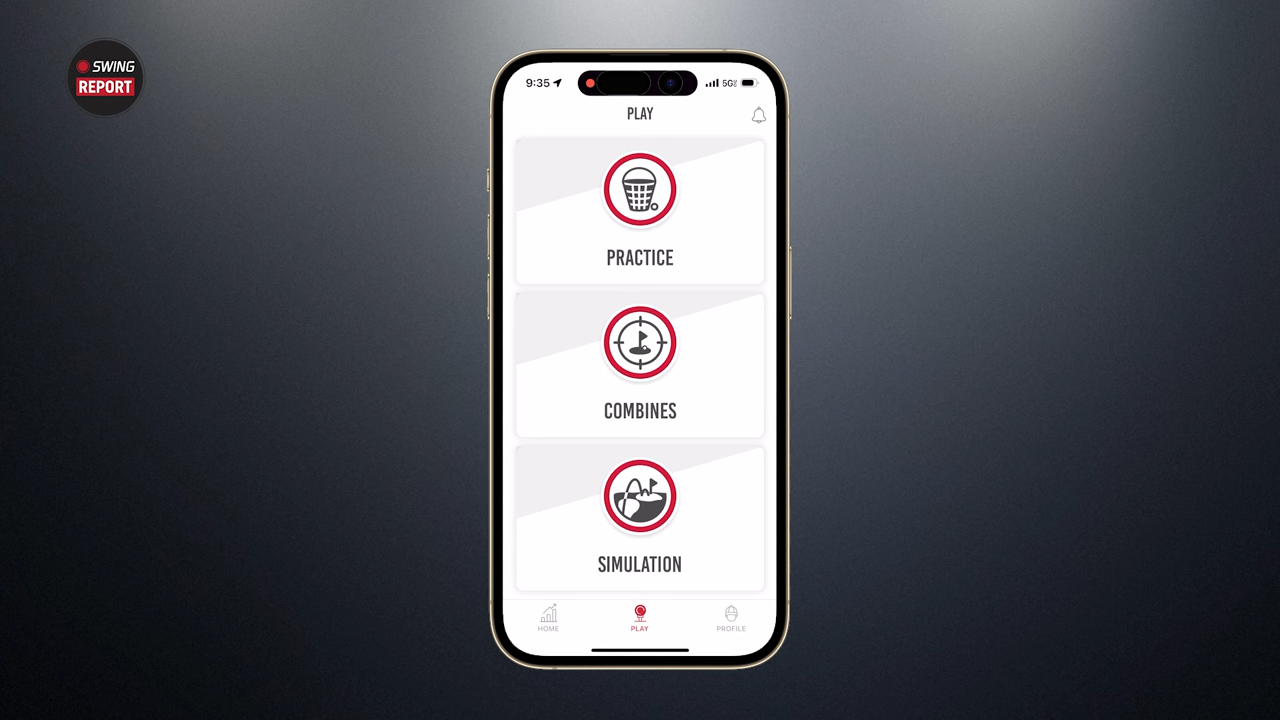 SWING
REPORT
9:35
5G
PLAY
PRACTICE
COMBINES
SIMULATION
HOME
PLAY
PROFILE